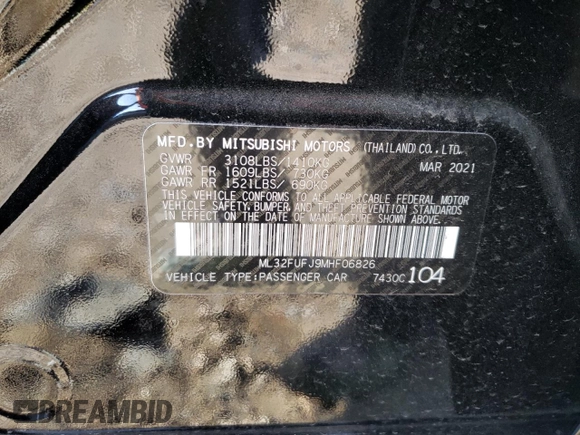 MFD.BY MITSUBISHI MOTORS (THAILAND) CO.,LTD.
GVWR 3108LBS/1410KG MAR 2021
GAWR FR 1609LBS/ 730KG
GAWR RR 1521LBS/ 690KG
THIS VEHICLE CONFORMS TO ALL APPLICABLE FEDERAL MOTOR
VEHICLE SAFETY, BUMPER, AND THEFT PREVENTION STANDARDS
IN EFFECT ON THE DATE OF MANUFACTURE SHOWN ABOVE.
ML32FUFJ9MHF06826
VEHICLE TYPE:PASSENGER CAR 7430C 104
DREAMBID